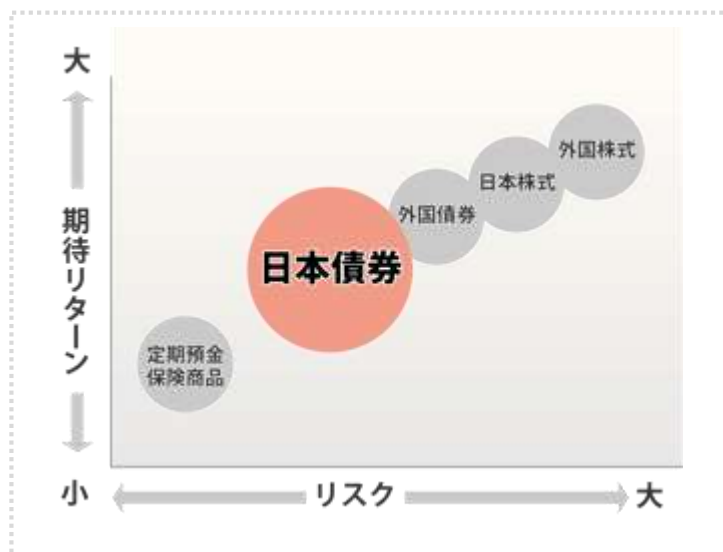 大
期待リターン
小
外国株式
日本株式
外国債券
日本債券
定期預金
保険商品
リスク
大